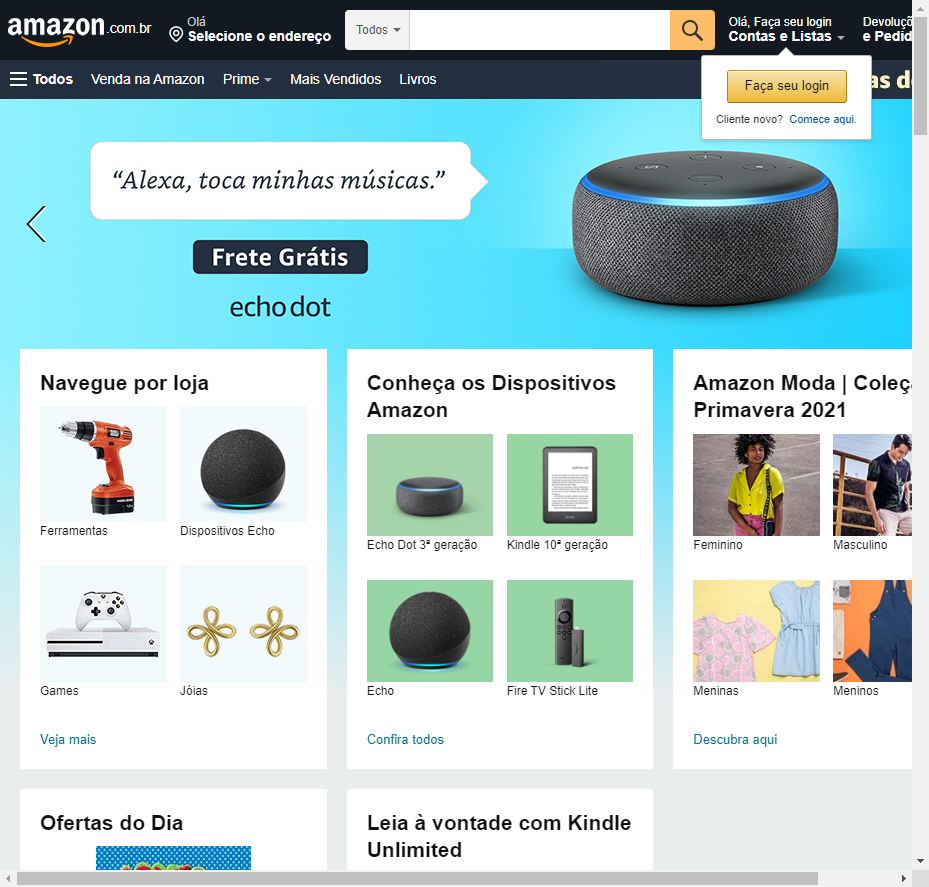 amazon.com.br
Olá
Selecione o endereço
Todos
Olá, Faça seu login
Contas e Listas
Devoluç
e Pedid
Todos
Venda na Amazon
Prime
Mais Vendidos
Livros
as d
Faça seu login
Cliente novo? Comece aqui.
“Alexa, toca minhas músicas.”
Frete Grátis
echo dot
Navegue por loja
Ferramentas
Dispositivos Echo
Games
Jóias
Veja mais
Conheça os Dispositivos
Amazon
Echo Dot 3ª geração
Kindle 10ª geração
Echo
Fire TV Stick Lite
Confira todos
Amazon Moda | Coleç
Primavera 2021
Feminino
Masculino
Meninas
Meninos
Descubra aqui
Ofertas do Dia
Leia à vontade com Kindle
Unlimited